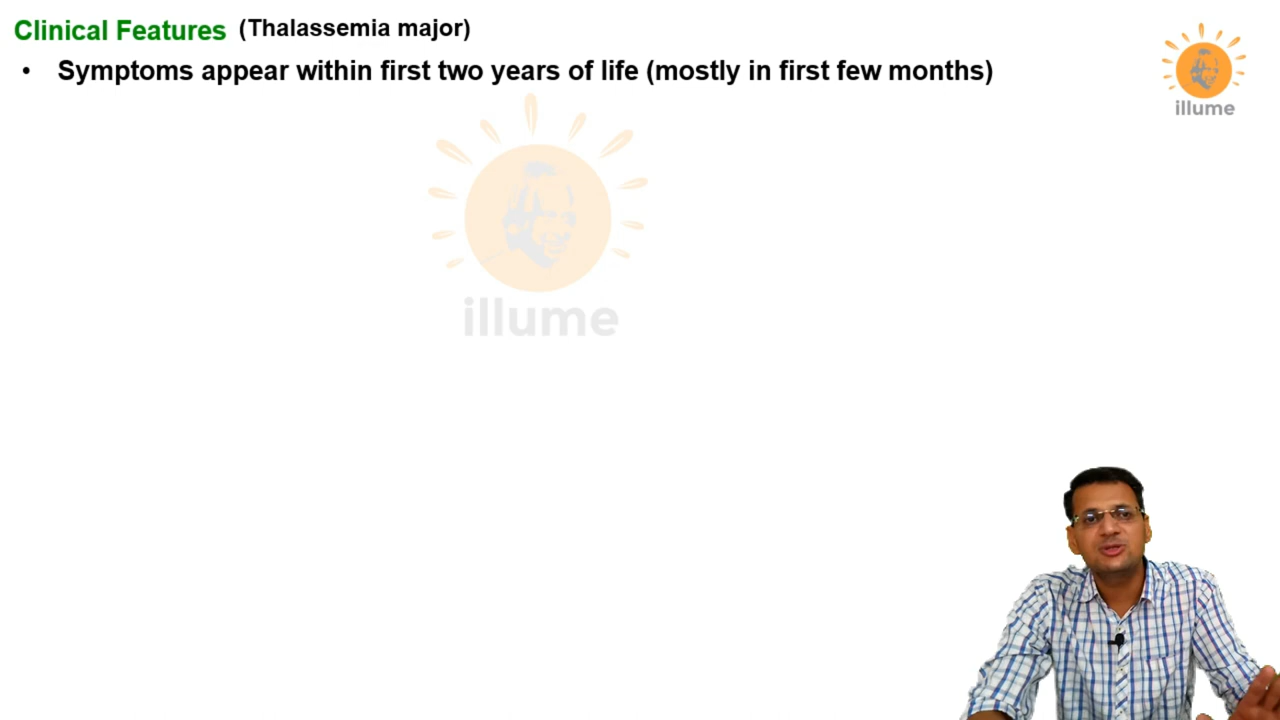 Clinical Features (Thalassemia major)
• Symptoms appear within first two years of life (mostly in first few months)
illume
illume